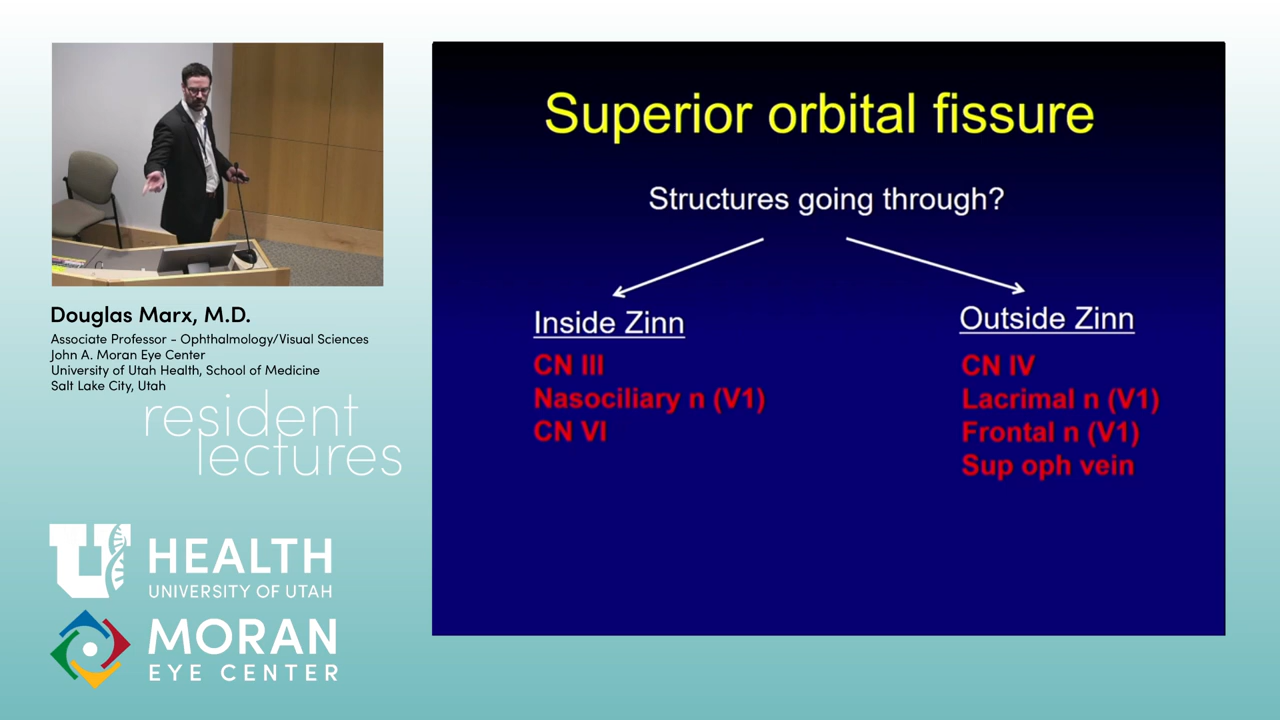 Superior orbital fissure
Structures going through?
Inside Zinn
CN III
Nasociliary n (V1)
CN VI
Outside Zinn
CN IV
Lacrimal n (V1)
Frontal n (V1)
Sup oph vein
Douglas Marx, M.D.
Associate Professor - Ophthalmology/Visual Sciences
John A. Moran Eye Center
University of Utah Health, School of Medicine
Salt Lake City, Utah
resident
lectures
U HEALTH
UNIVERSITY OF UTAH
MORAN
EYE CENTER